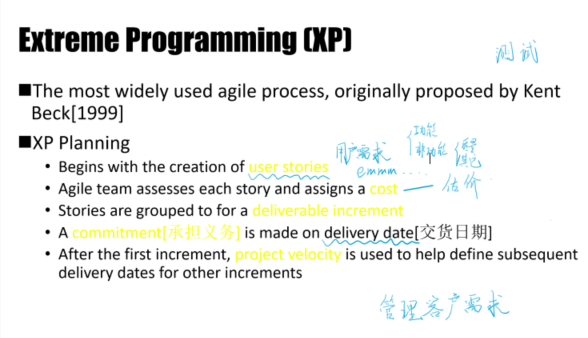 Extreme Programming (XP)
测试
■The most widely used agile process, originally proposed by Kent
Beck[1999]
■XP Planning
用户需求
功能
非功能
emmm....
• Begins with the creation of user stories
• Agile team assesses each story and assigns a cost
估价
• Stories are grouped to for a deliverable increment
• A commitment[承担义务] is made on delivery date[交货日期]
• After the first increment, project velocity is used to help define subsequent
delivery dates for other increments
管理客户需求